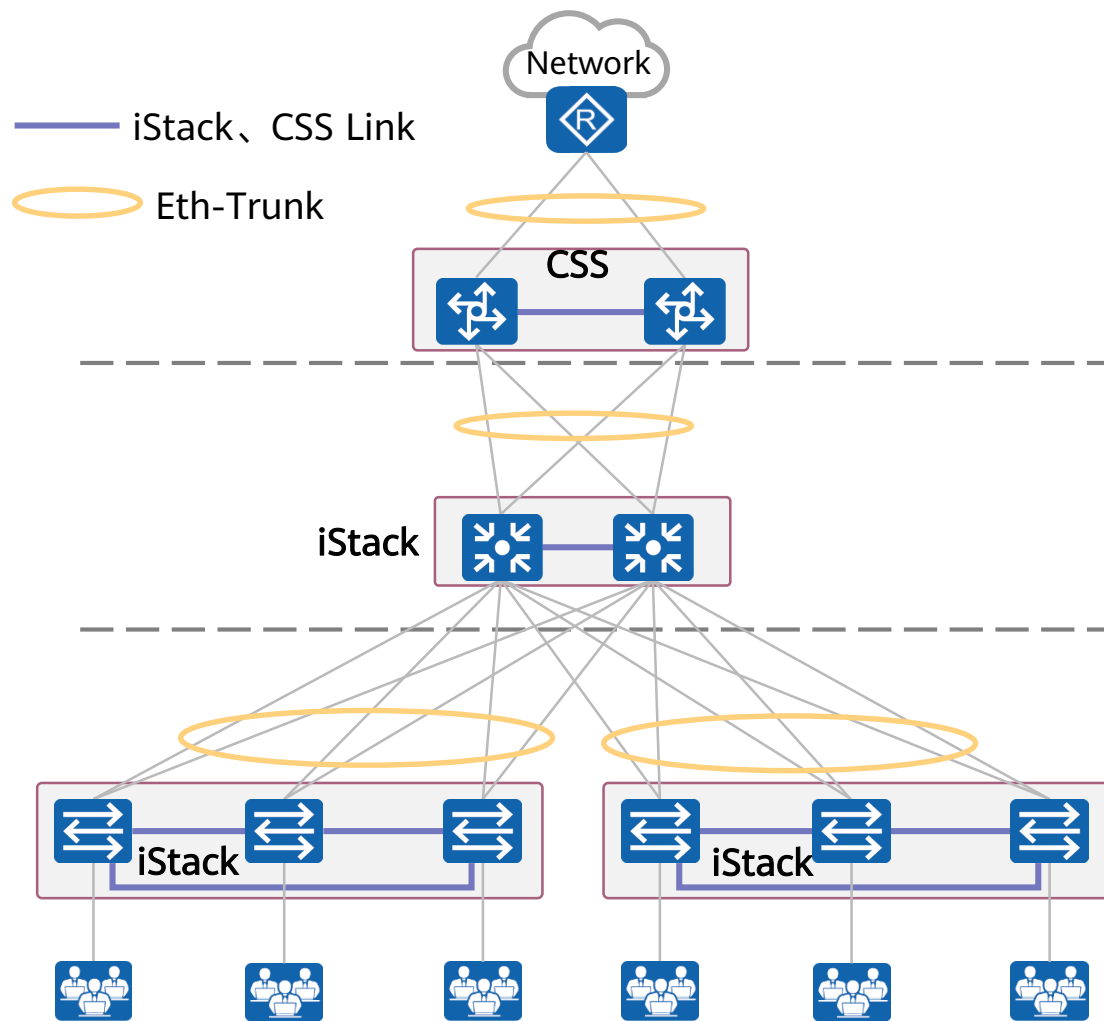 Network
R
iStack、CSS Link
Eth-Trunk
CSS
iStack
iStack
iStack